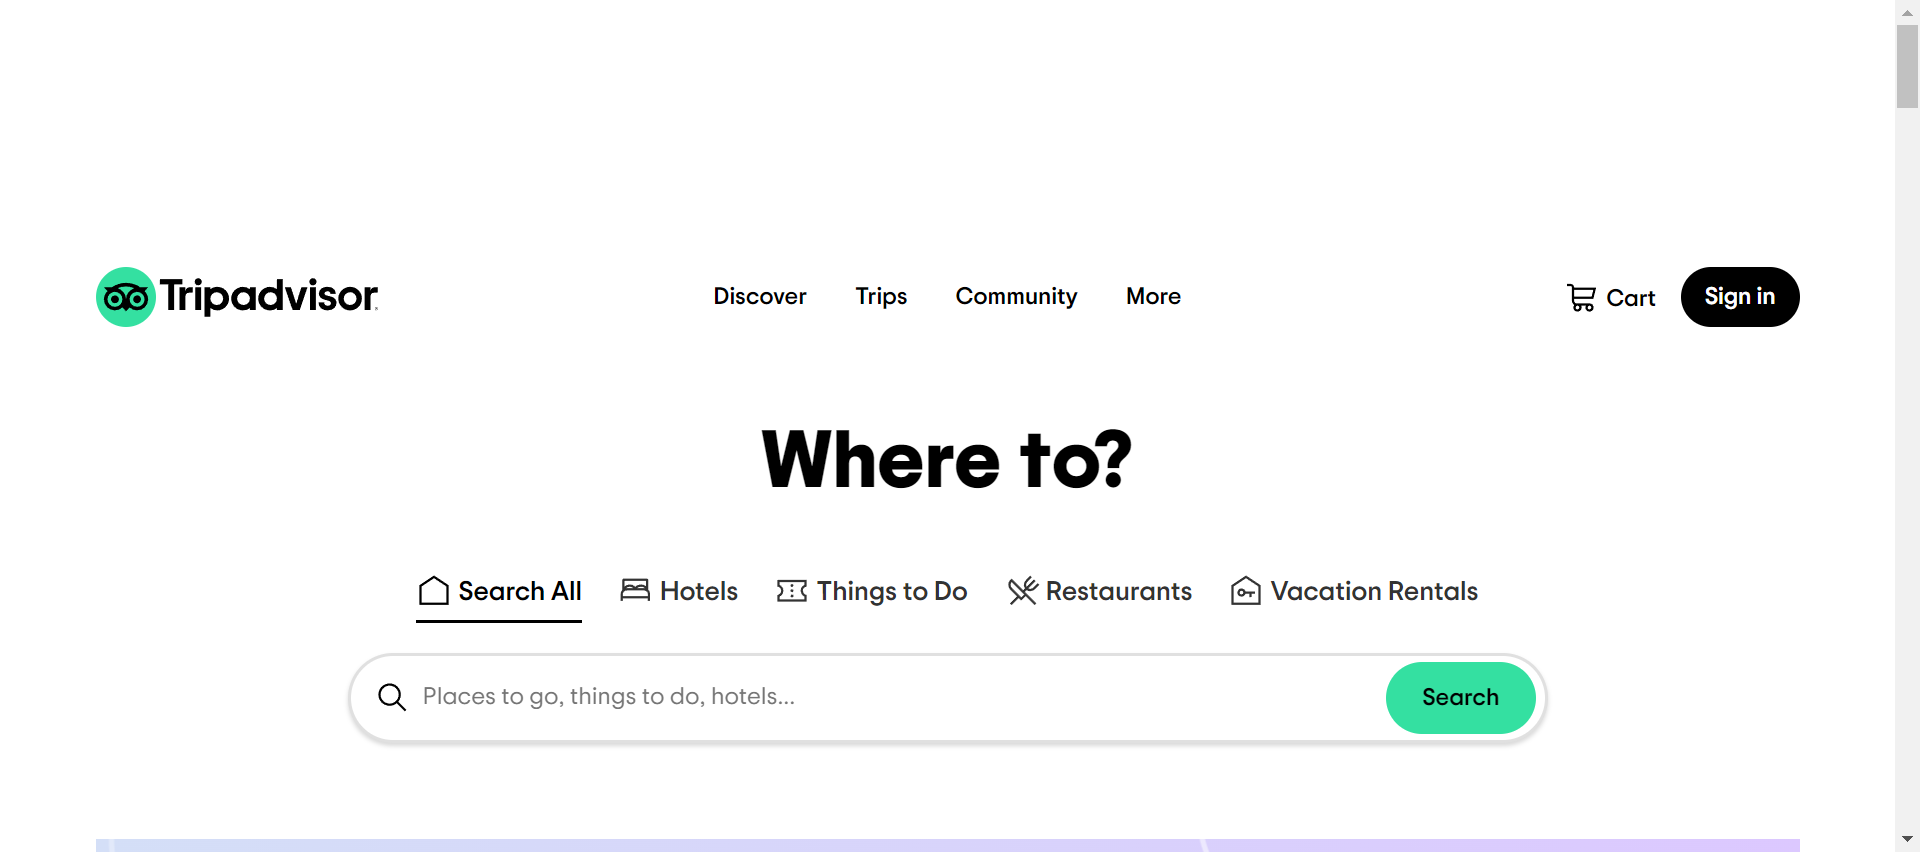 Tripadvisor
Discover Trips Community More
Cart
Sign in
Where to?
Search All Hotels Things to Do Restaurants Vacation Rentals
Places to go, things to do, hotels...
Search